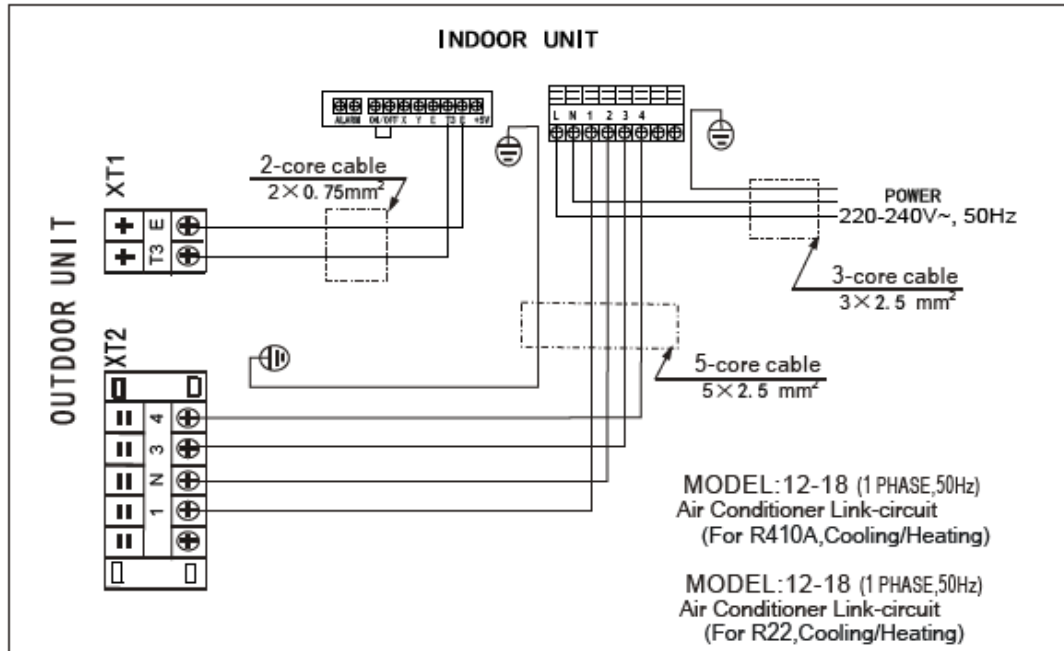 INDOOR UNIT
ALARM ON/OFF X Y E T3 E +5V
L N 1 2 3 4
2-core cable
2×0.75mm²
XT1
E
T3
POWER
220-240V~, 50Hz
3-core cable
3×2.5 mm²
OUTDOOR UNIT
XT2
4
3
N
1
5-core cable
5×2.5 mm²
MODEL:12-18 (1 PHASE,50Hz)
Air Conditioner Link-circuit
(For R410A,Cooling/Heating)
MODEL:12-18 (1 PHASE,50Hz)
Air Conditioner Link-circuit
(For R22,Cooling/Heating)